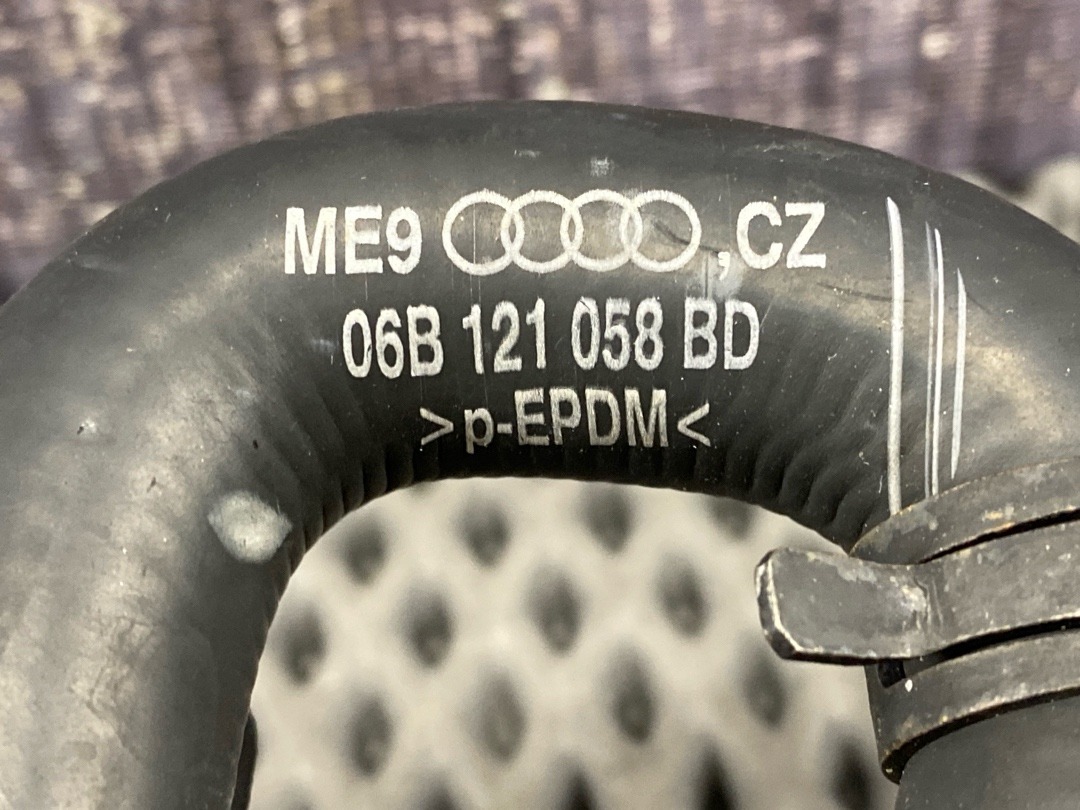 ME9 ,CZ
06B 121 058 BD
>p-EPDM<